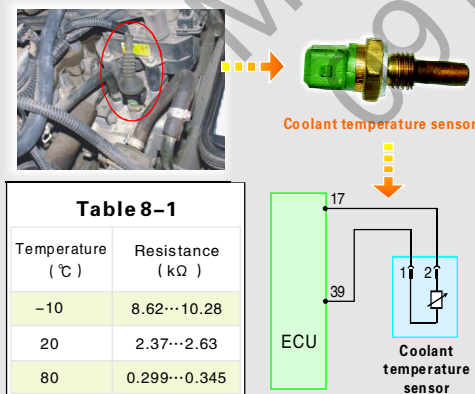 Coolant temperature sensor
Table 8–1
Temperature (℃) Resistance (kΩ)
–10 8.62···10.28
20 2.37···2.63
80 0.299···0.345
17
39
1 2
ECU
Coolant
temperature
sensor